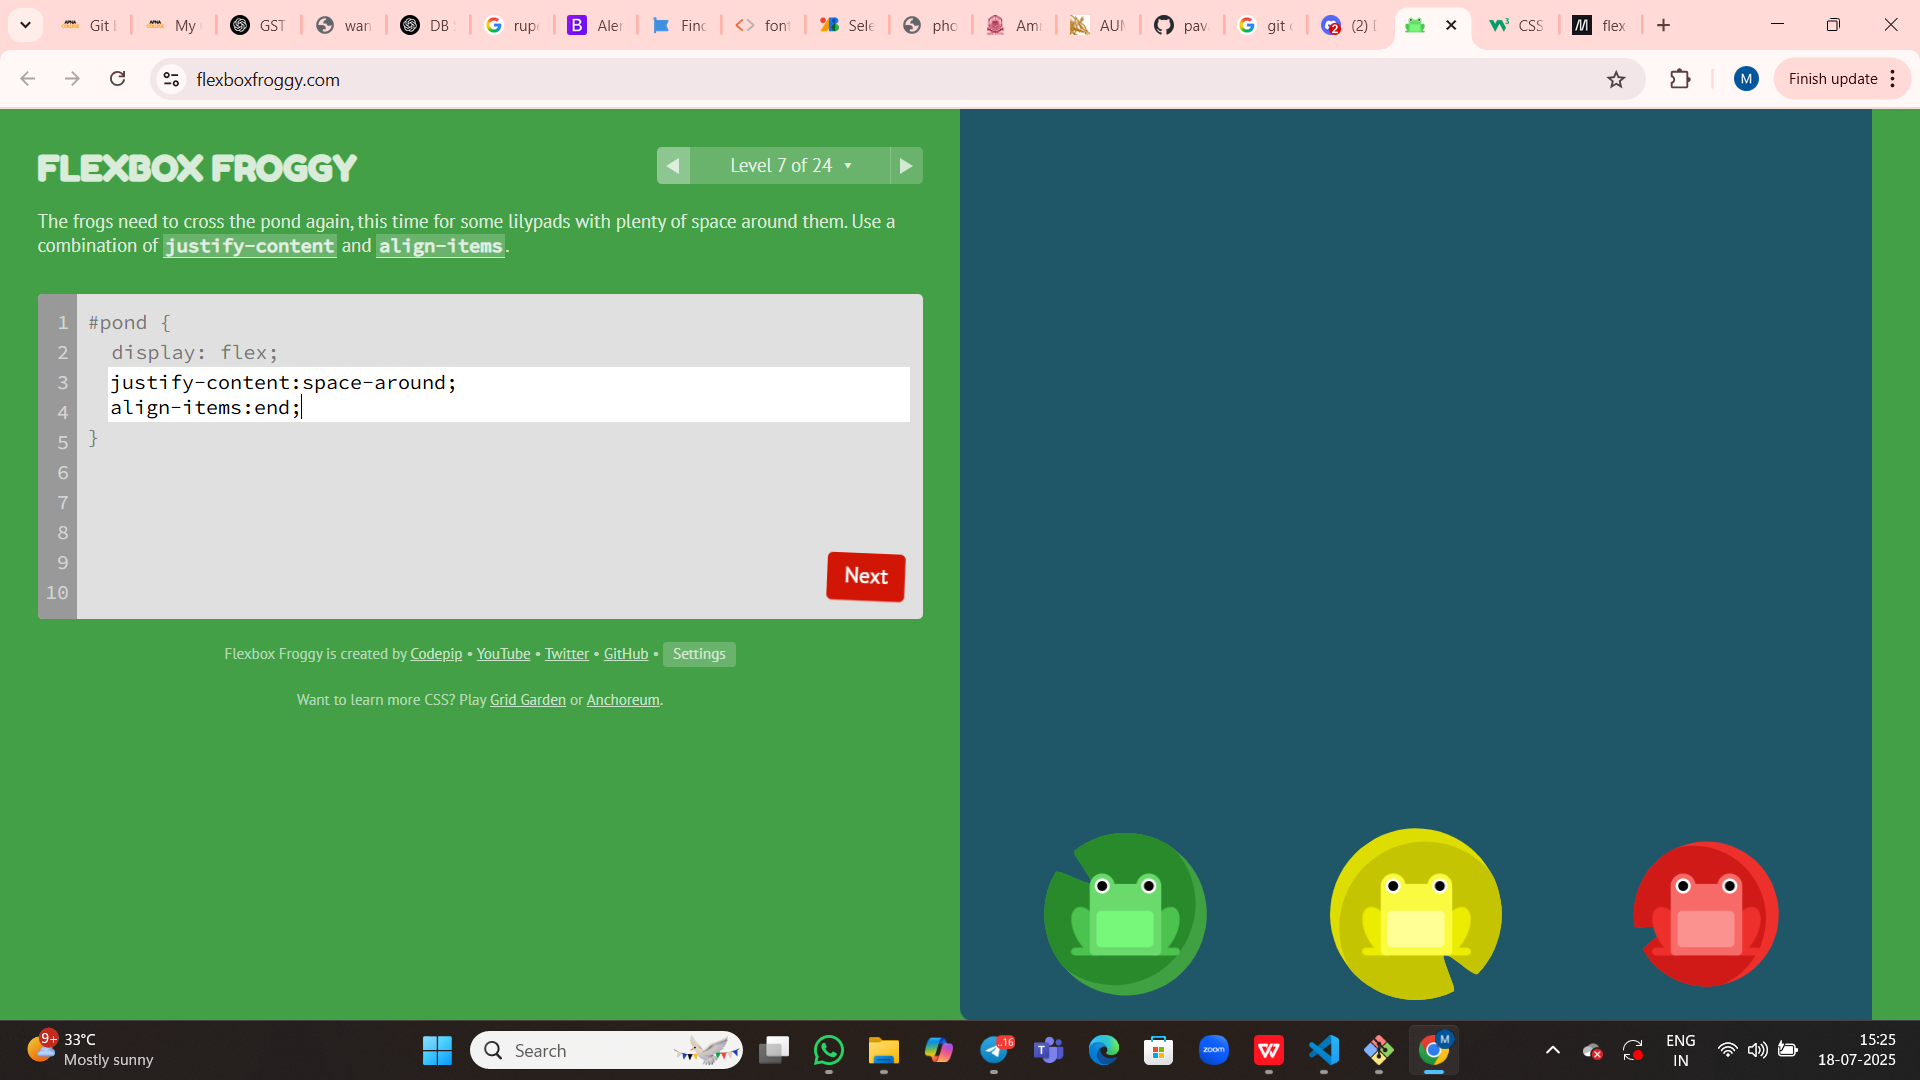 Git
My
GST
wan
DB
rup
Aler
Finc
font
Sele
pho
Am
AUM
pav
git
(2)
CSS
flex
flexboxfroggy.com
M
Finish update
FLEXBOX FROGGY
Level 7 of 24
The frogs need to cross the pond again, this time for some lilypads with plenty of space around them. Use a
combination of justify-content and align-items.
1 #pond {
2 display: flex;
3 justify-content:space-around;
4 align-items:end;
5 }
6
7
8
9
10
Next
Flexbox Froggy is created by Codepip • YouTube • Twitter • GitHub • Settings
Want to learn more CSS? Play Grid Garden or Anchoreum.
9+
33°C
Mostly sunny
Search
16
zoom
M
ENG
IN
15:25
18-07-2025